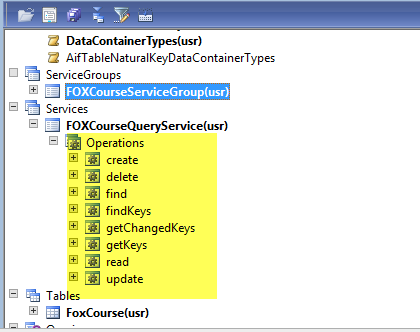 DataContainerTypes(usr)
AifTableNaturalKeyDataContainerTypes
ServiceGroups
FOXCourseServiceGroup(usr)
Services
FOXCourseQueryService(usr)
Operations
create
delete
find
findKeys
getChangedKeys
getKeys
read
update
Tables
FoxCourse(usr)